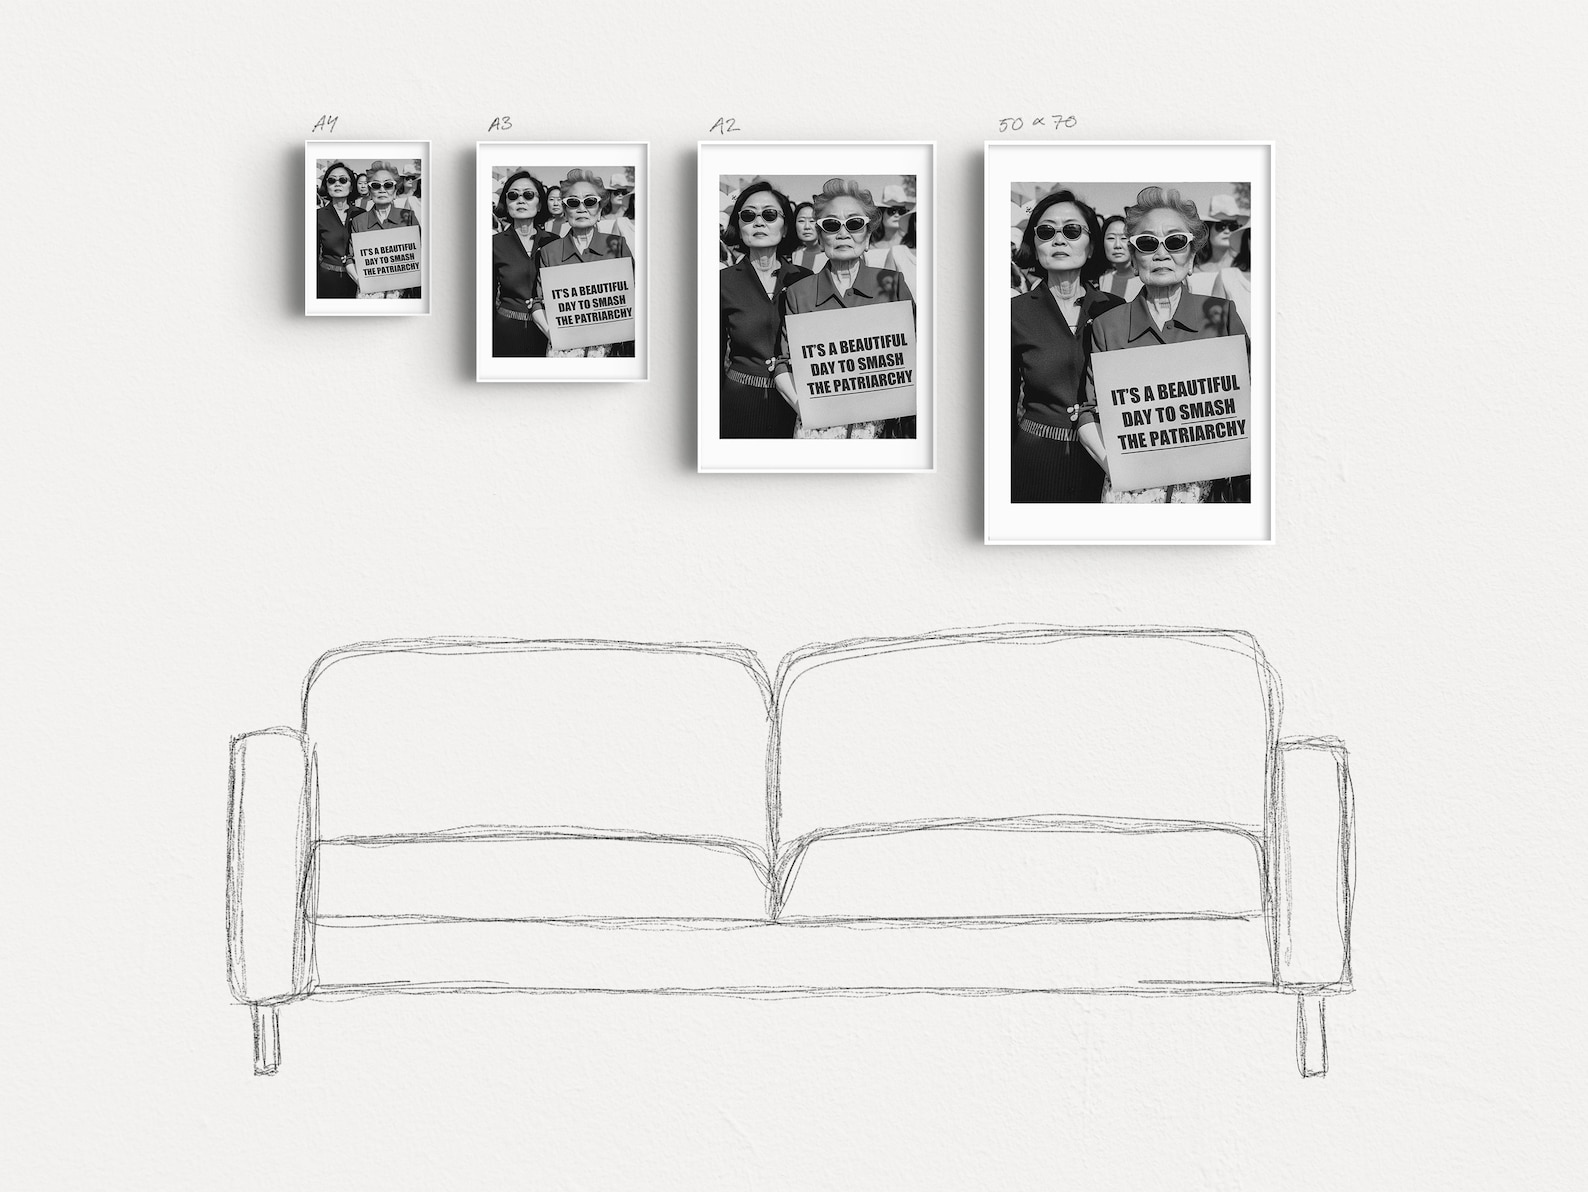 A4
A3
A2
50 x 70
IT'S A BEAUTIFUL
DAY TO SMASH
THE PATRIARCHY
IT'S A BEAUTIFUL
DAY TO SMASH
THE PATRIARCHY
IT'S A BEAUTIFUL
DAY TO SMASH
THE PATRIARCHY
IT'S A BEAUTIFUL
DAY TO SMASH
THE PATRIARCHY